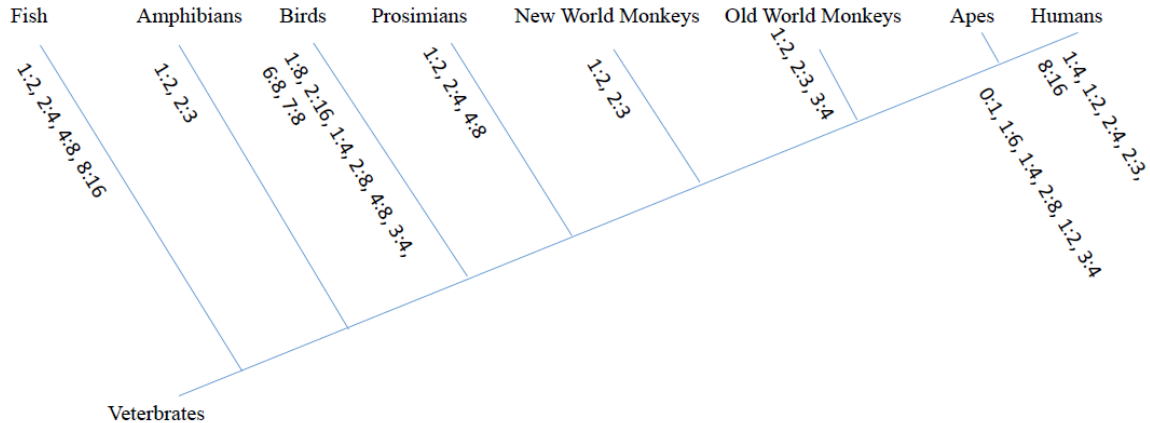 Fish
Amphibians
Birds
Prosimians
New World Monkeys
Old World Monkeys
Apes
Humans
1:2, 2:4, 4:8, 8:16
1:2, 2:3
1:8, 2:16, 1:4, 2:8, 4:8, 3:4,
6:8, 7:8
1:2, 2:4, 4:8
1:2, 2:3
1:2, 2:3, 3:4
0:1, 1:6, 1:4, 2:8, 1:2, 3:4
1:4, 1:2, 2:4, 2:3,
8:16
Veterbrates